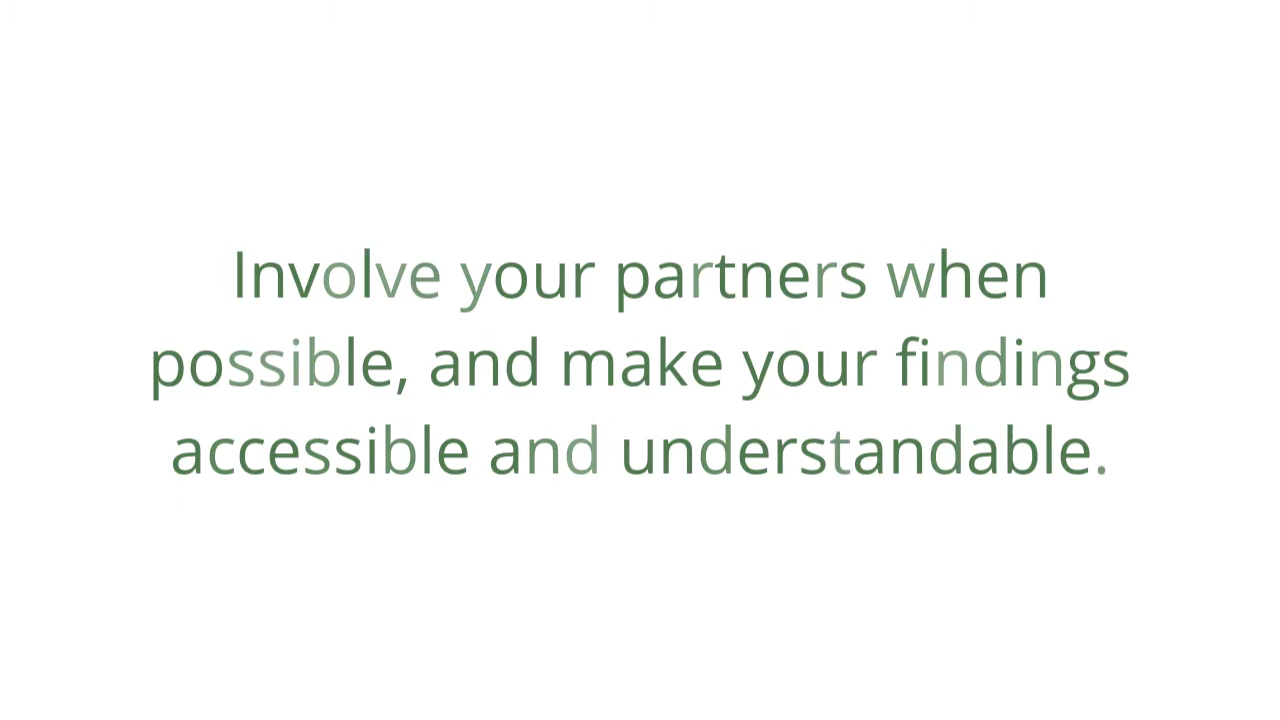 Involve your partners when
possible, and make your findings
accessible and understandable.